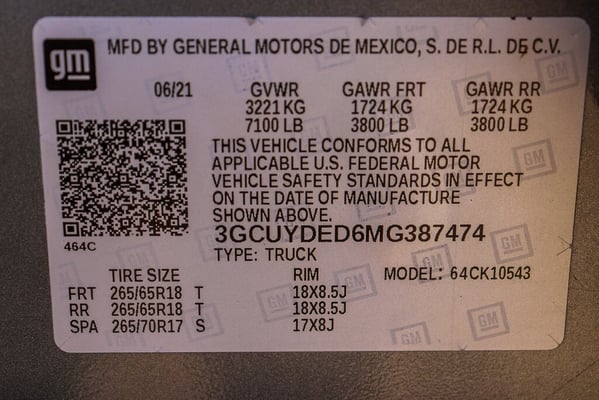 gm MFD BY GENERAL MOTORS DE MEXICO, S. DE R.L. DE C.V.
06/21 GVWR GAWR FRT GAWR RR
3221 KG 1724 KG 1724 KG
7100 LB 3800 LB 3800 LB
THIS VEHICLE CONFORMS TO ALL
APPLICABLE U.S. FEDERAL MOTOR
VEHICLE SAFETY STANDARDS IN EFFECT
ON THE DATE OF MANUFACTURE
SHOWN ABOVE.
464C
3GCUYDED6MG387474
TYPE: TRUCK
TIRE SIZE RIM MODEL: 64CK10543
FRT 265/65R18 T 18X8.5J
RR 265/65R18 T 18X8.5J
SPA 265/70R17 S 17X8J